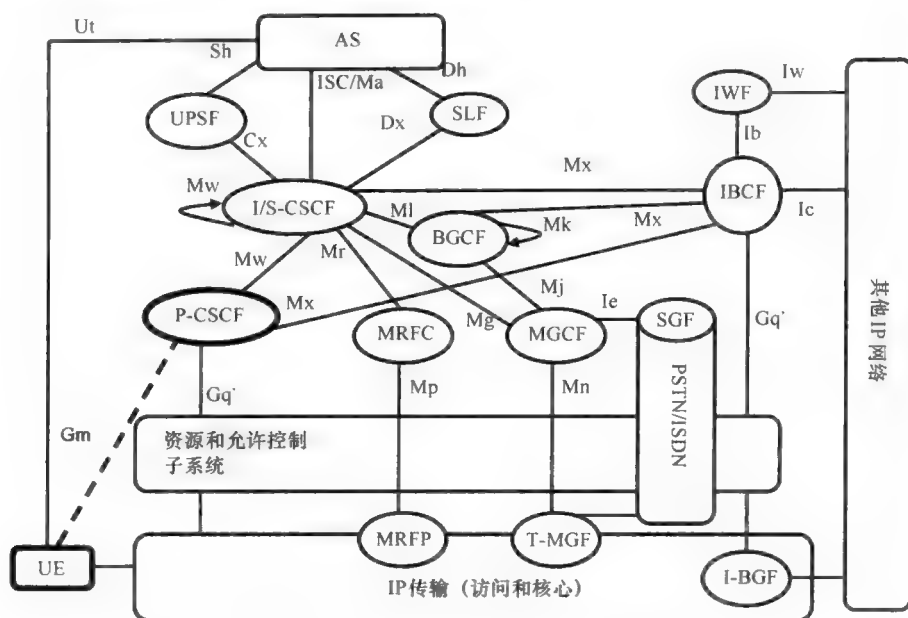 Ut
AS
Sh
ISC/Ma
Dh
UPSF
SLF
IWF
Iw
Cx
Dx
Ib
Mw
I/S-CSCF
Mx
IBCF
Ic
Ml
BGCF
Mk
Mx
Mw
Mr
P-CSCF
Mx
MRFC
Mg
Mj
MGCF
Ie
SGF
Gq'
其他IP网络
Gq'
Mp
Mn
PSTN/ISDN
Gm
资源和允许控制
子系统
MRFP
T-MGF
UE
IP传输（访问和核心）
I-BGF